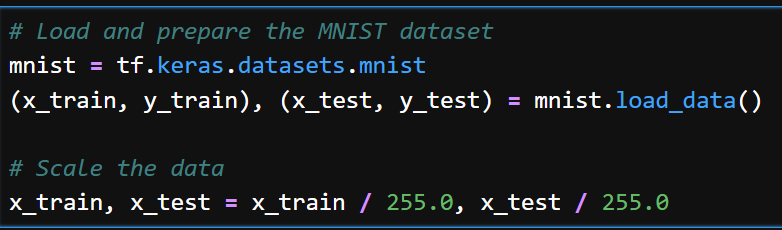 # Load and prepare the MNIST dataset
mnist = tf.keras.datasets.mnist
(x_train, y_train), (x_test, y_test) = mnist.load_data()
# Scale the data
x_train, x_test = x_train / 255.0, x_test / 255.0